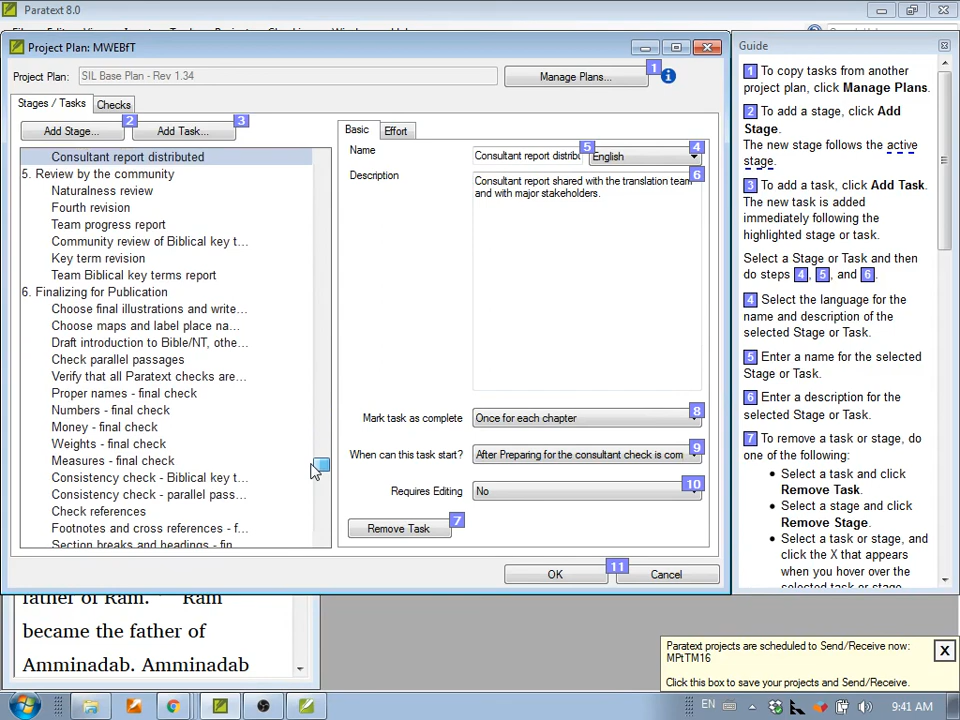 Paratext 8.0
Project Plan: MWEBfT
Project Plan:
SIL Base Plan - Rev 1.34
Manage Plans...
1
Stages / Tasks
Checks
Add Stage...
2
Add Task...
3
Consultant report distributed
5. Review by the community
Naturalness review
Fourth revision
Team progress report
Community review of Biblical key t...
Key term revision
Team Biblical key terms report
6. Finalizing for Publication
Choose final illustrations and write...
Choose maps and label place na...
Draft introduction to Bible/NT, othe...
Check parallel passages
Verify that all Paratext checks are...
Proper names - final check
Numbers - final check
Money - final check
Weights - final check
Measures - final check
Consistency check - Biblical key t...
Consistency check - parallel pass...
Check references
Footnotes and cross references - f...
Section breaks and headings - fin
Basic
Effort
Name
Consultant report distribt
5
English
4
Description
Consultant report shared with the translation team
and with major stakeholders.
6
Mark task as complete
Once for each chapter
8
When can this task start?
After Preparing for the consultant check is com
9
Requires Editing
No
10
Remove Task
7
OK
11
Cancel
Guide
1 To copy tasks from another
project plan, click Manage Plans.
2 To add a stage, click Add
Stage.
The new stage follows the active
stage.
3 To add a task, click Add Task.
The new task is added
immediately following the
highlighted stage or task.
Select a Stage or Task and then
do steps 4, 5, and 6.
4 Select the language for the
name and description of the
selected Stage or Task.
5 Enter a name for the selected
Stage or Task.
6 Enter a description for the
selected Stage or Task.
7 To remove a task or stage, do
one of the following:
• Select a task and click
Remove Task.
• Select a stage and click
Remove Stage.
• Select a task or stage, and
click the X that appears
when you hover over the
selected task or stage
father of Ram. Ram
became the father of
Amminadab. Amminadab
Paratext projects are scheduled to Send/Receive now:
MPtTM16
X
Click this box to save your projects and Send/Receive.
EN
9:41 AM